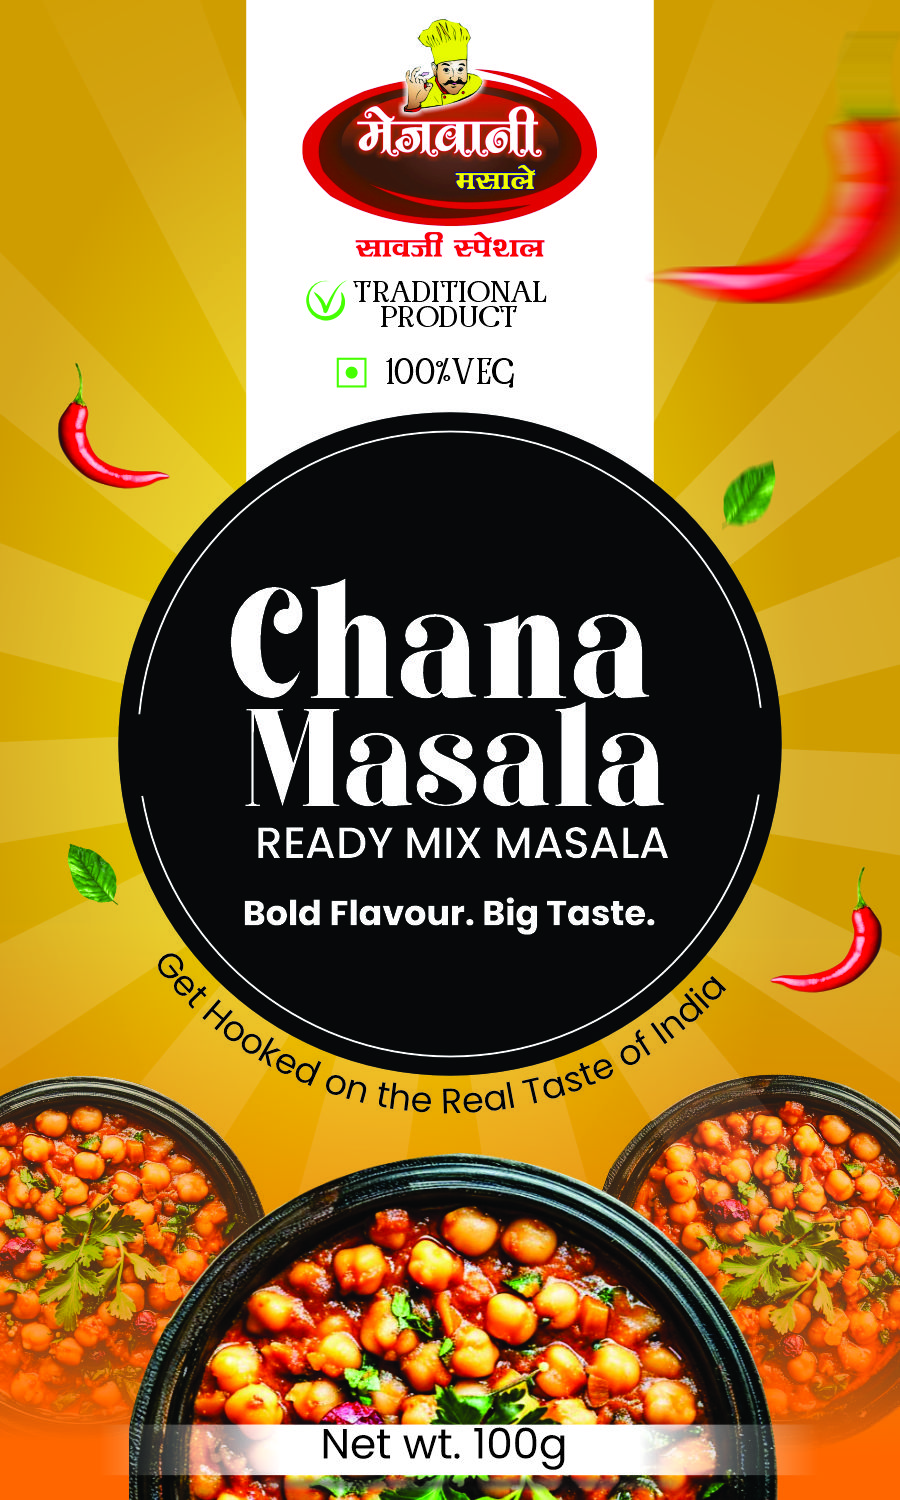 मेजवानी
मसाले
सावजी स्पेशल
TRADITIONAL
PRODUCT
100%VEG
Chana
Masala
READY MIX MASALA
Bold Flavour. Big Taste.
Get Hooked on the Real Taste of India
Net wt. 100g